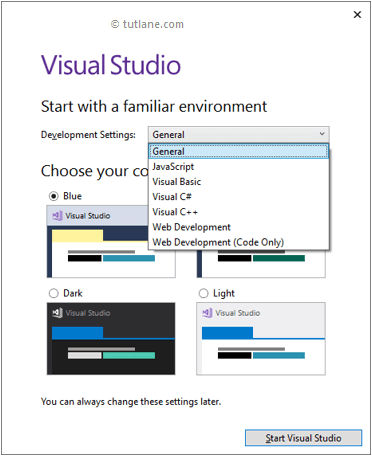 © tutlane.com
Visual Studio
Start with a familiar environment
Development Settings: General
General
JavaScript
Visual Basic
Visual C#
Visual C++
Web Development
Web Development (Code Only)
Choose your co
Blue
Visual Studio
Dark
Light
Visual Studio
Visual Studio
You can always change these settings later.
Start Visual Studio